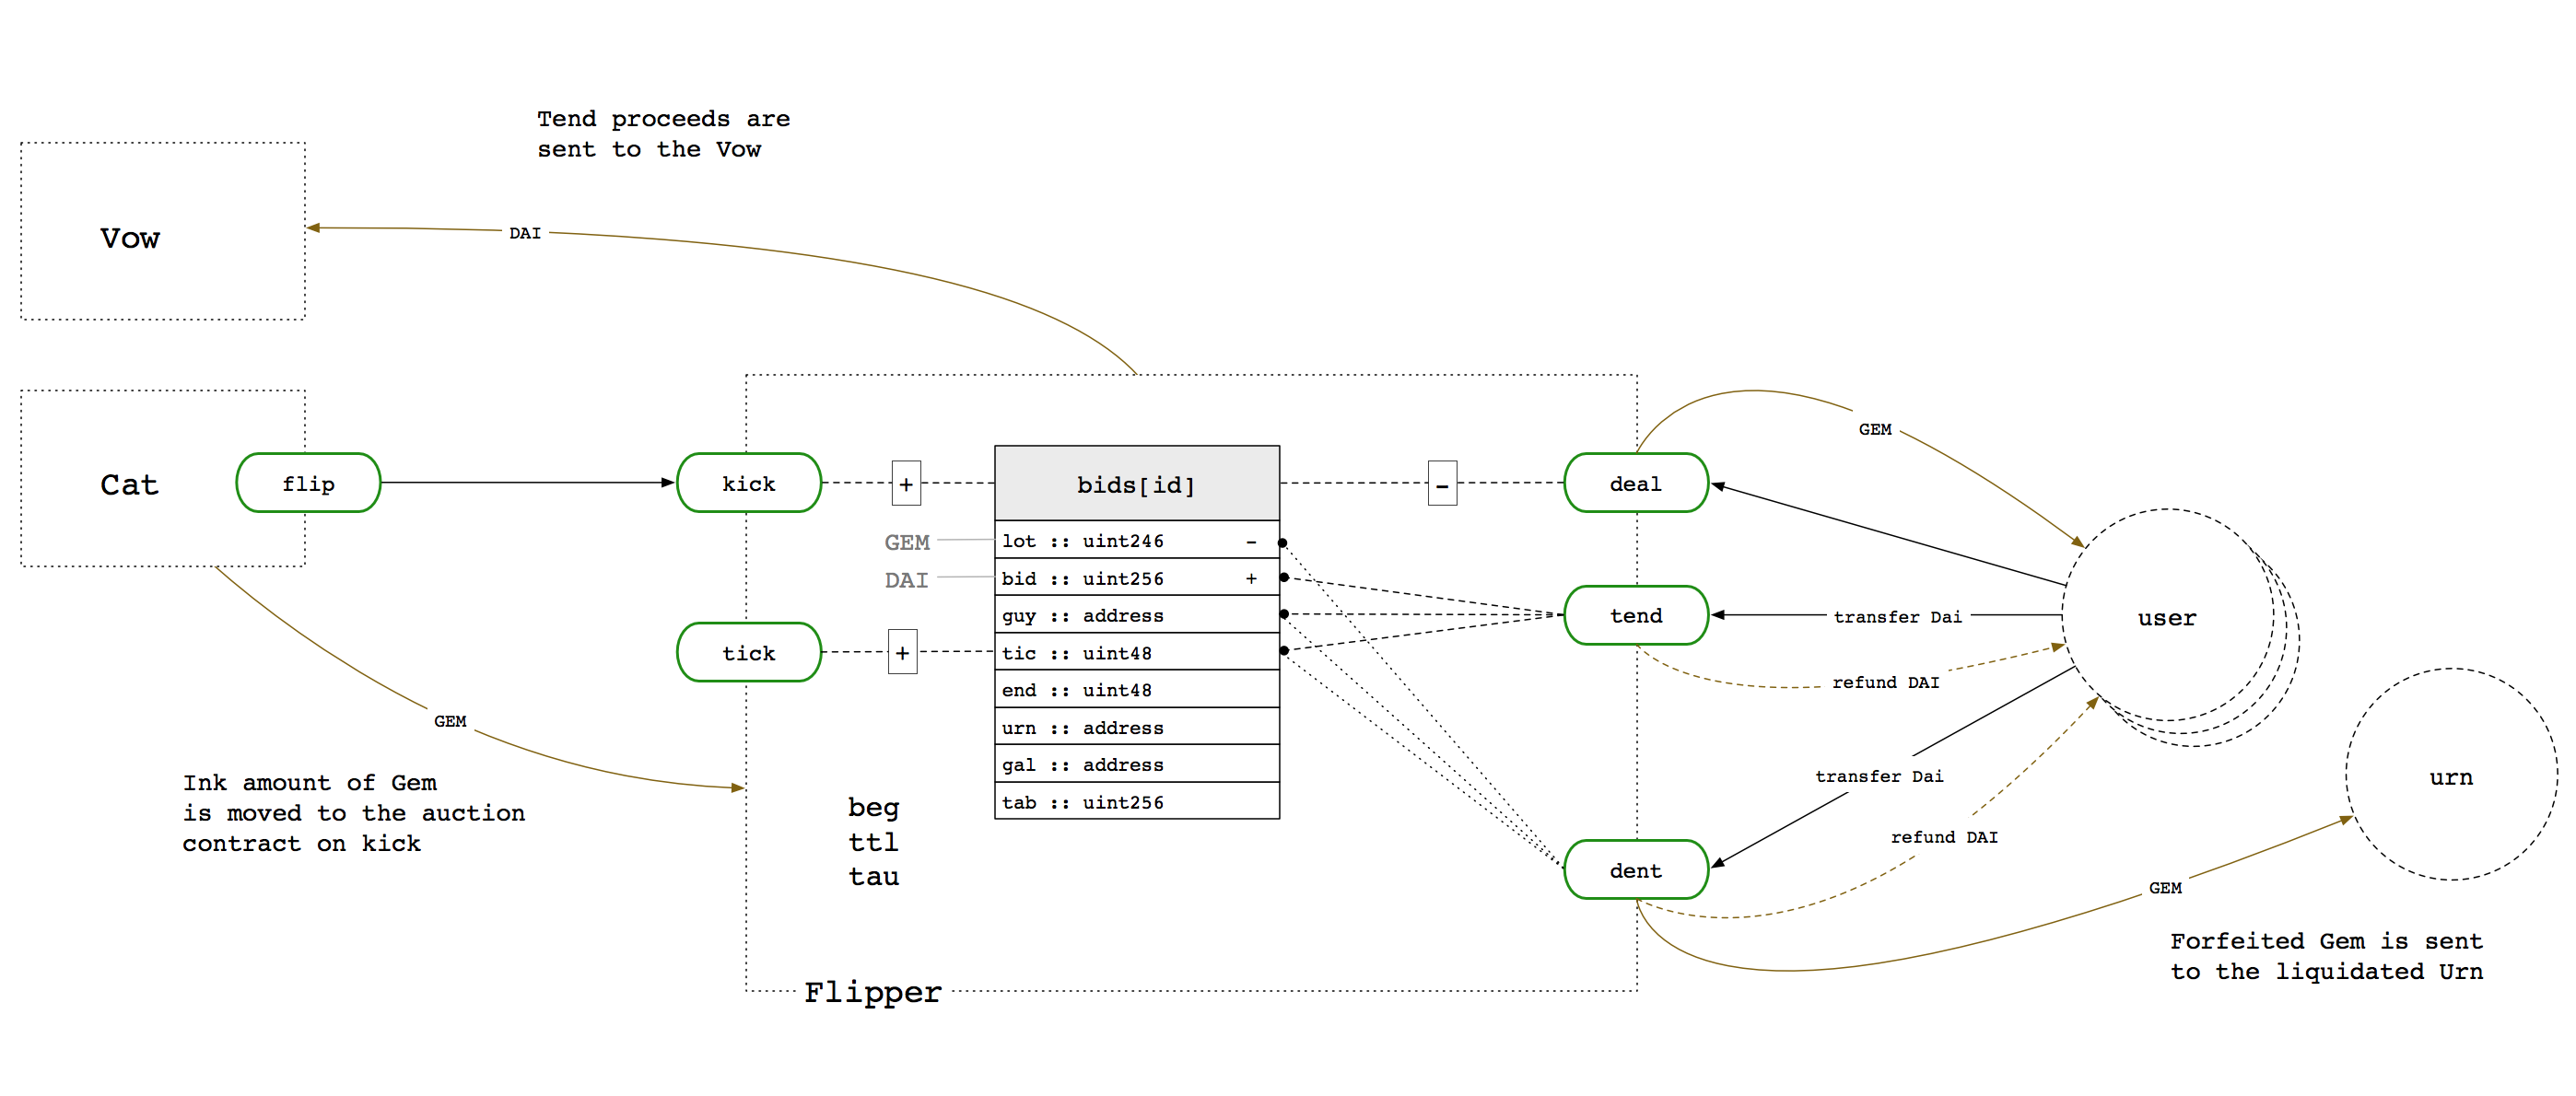 Tend proceeds are
sent to the Vow
Vow
DAI
Cat
flip
kick
+
bids[id]
-
deal
GEM
GEM
lot :: uint246 -
DAI
bid :: uint256 +
guy :: address
tic :: uint48
end :: uint48
urn :: address
gal :: address
tab :: uint256
tick
+
tend
transfer Dai
user
refund DAI
GEM
Ink amount of Gem
is moved to the auction
contract on kick
beg
ttl
tau
transfer Dai
urn
refund DAI
dent
GEM
Forfeited Gem is sent
to the liquidated Urn
Flipper